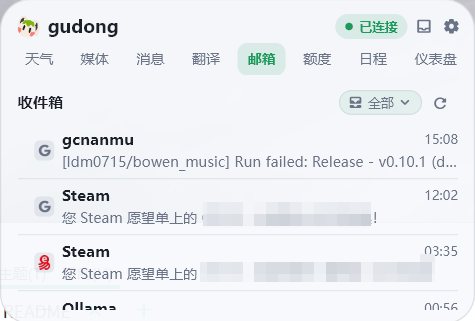 gudong
已连接
天气 媒体 消息 翻译 邮箱 额度 日程 仪表盘
收件箱
全部
gcnanmu 15:08
[ldm0715/bowen_music] Run failed: Release - v0.10.1 (d...
Steam 12:02
您 Steam 愿望单上的 !
Steam 03:35
您 Steam 愿望单上的
Ollama 00:56
README